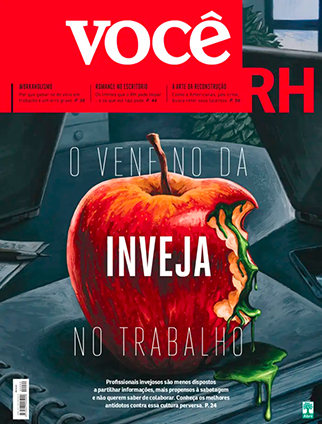 VOCÊ
RH
WORKAHOLISMO
ROMANCE NO ESCRITÓRIO
A ARTE DA RECONSTRUÇÃO
O VENENO DA
INVEJA
NO TRABALHO
Profissionais invejosos são menos dispostos
a partilhar informações, mais propensos à sabotagem
e não querem saber de colaborar. Conheça os melhores
antídotos contra essa cultura perversa. P. 24
Abril